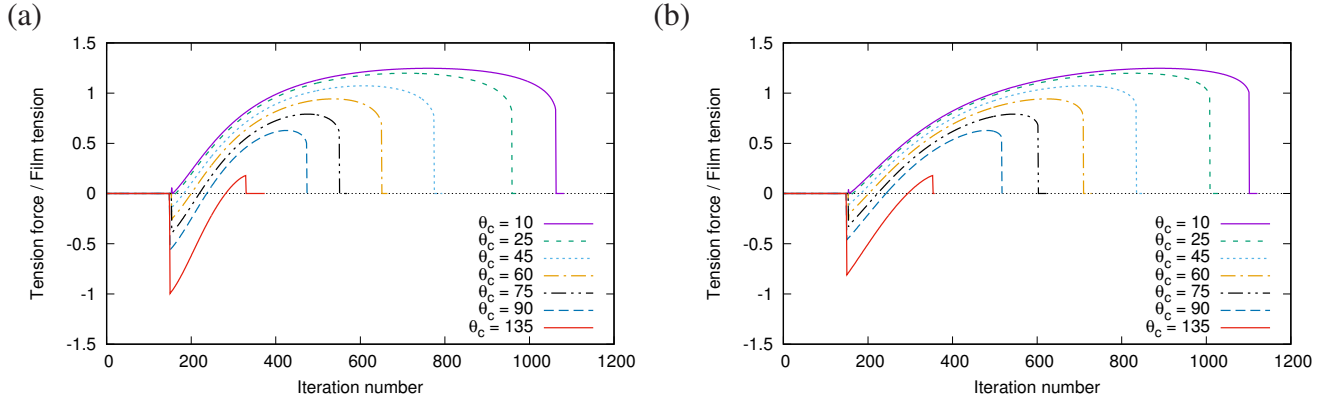 (a)
Tension force / Film tension
1.5
1
0.5
0
-0.5
-1
-1.5
θc = 10
θc = 25
θc = 45
θc = 60
θc = 75
θc = 90
θc = 135
0 200 400 600 800 1000 1200
Iteration number
(b)
Tension force / Film tension
1.5
1
0.5
0
-0.5
-1
-1.5
θc = 10
θc = 25
θc = 45
θc = 60
θc = 75
θc = 90
θc = 135
0 200 400 600 800 1000 1200
Iteration number